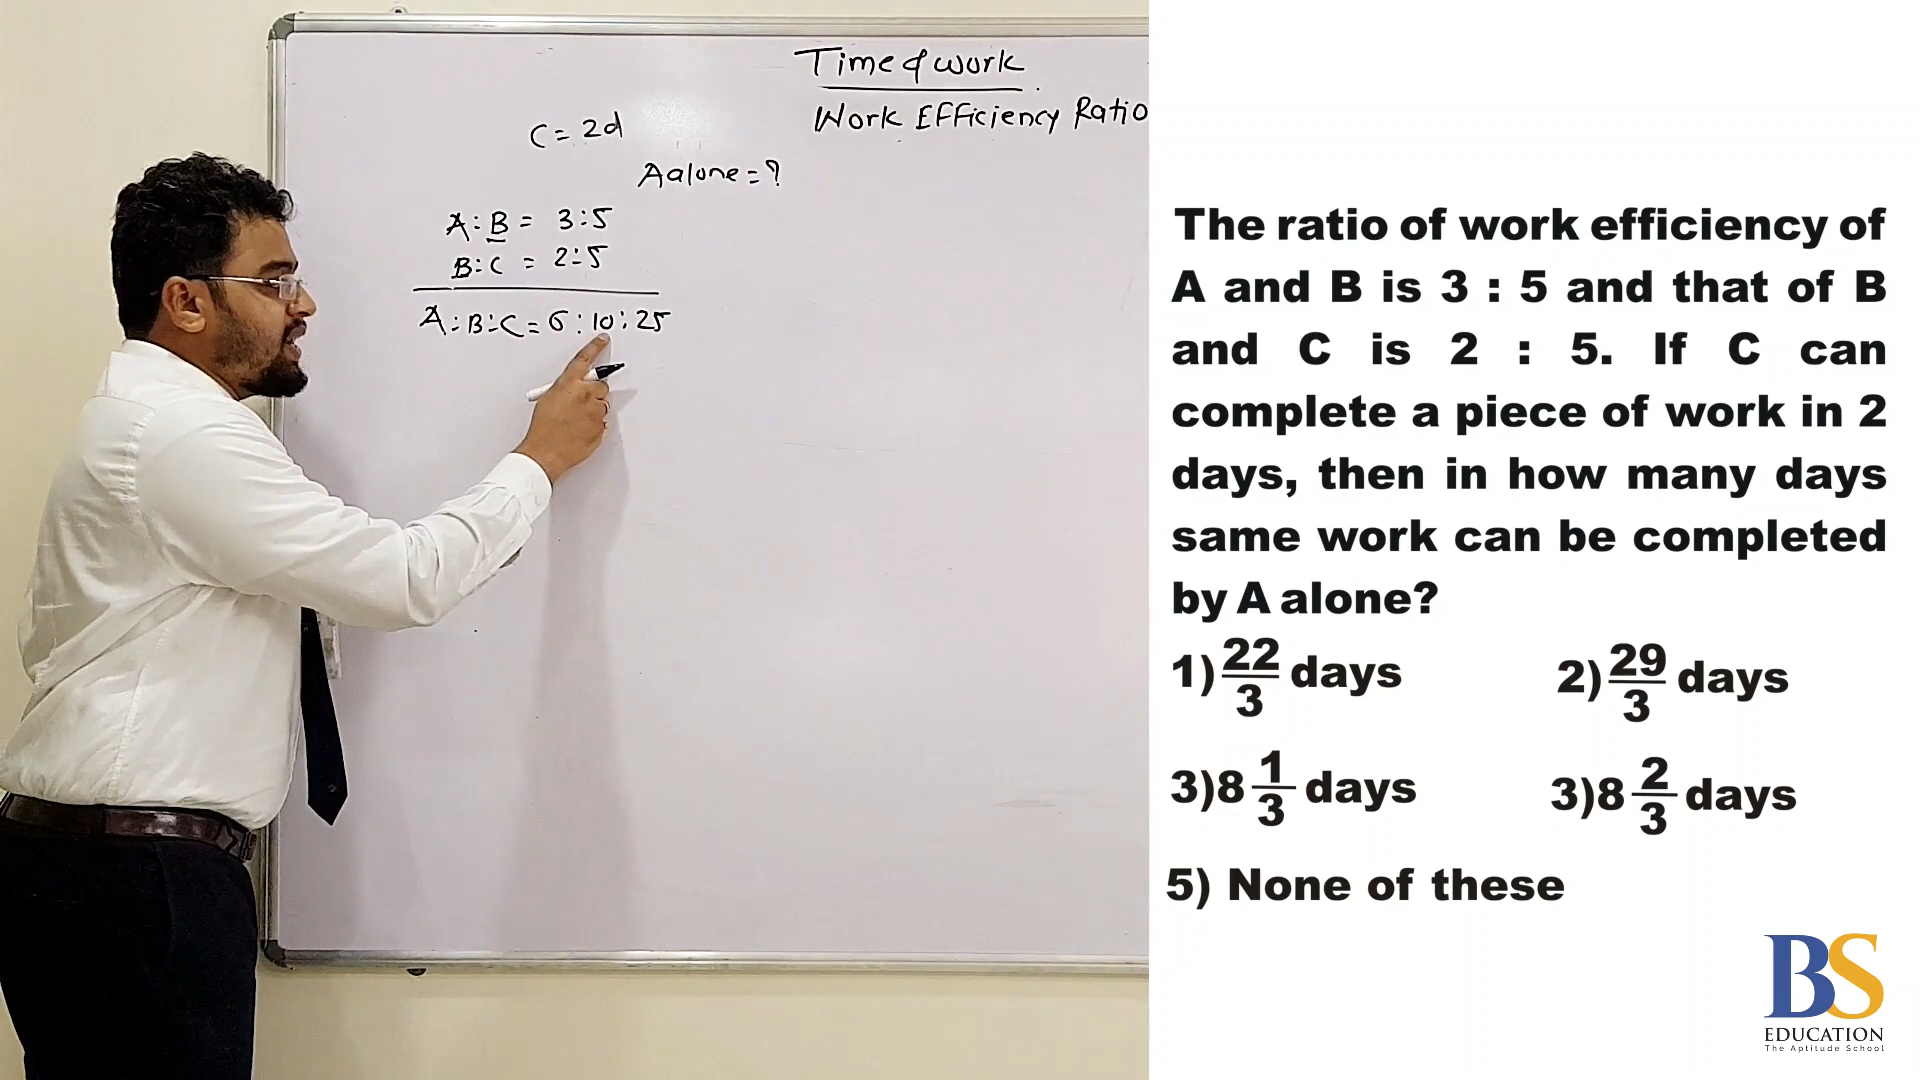 Time & work
Work Efficiency Ratio
C = 2d
A alone = ?
A : B = 3 : 5
B : C = 2 : 5
A : B : C = 6 : 10 : 25
The ratio of work efficiency of
A and B is 3 : 5 and that of B
and C is 2 : 5. If C can
complete a piece of work in 2
days, then in how many days
same work can be completed
by A alone?
1) 22/3 days
2) 29/3 days
3) 8 1/3 days
3) 8 2/3 days
5) None of these
BS
EDUCATION
The Aptitude School